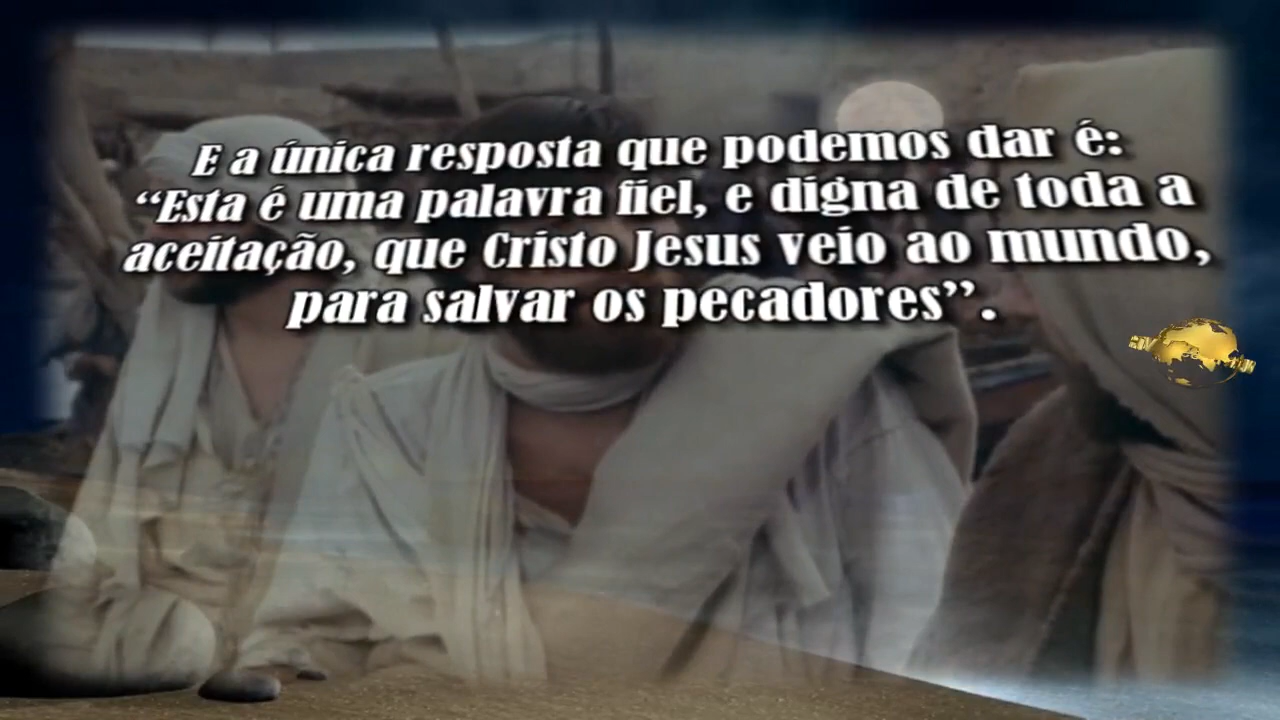 E a única resposta que podemos dar é:
“Esta é uma palavra fiel, e digna de toda a
aceitação, que Cristo Jesus veio ao mundo,
para salvar os pecadores”.